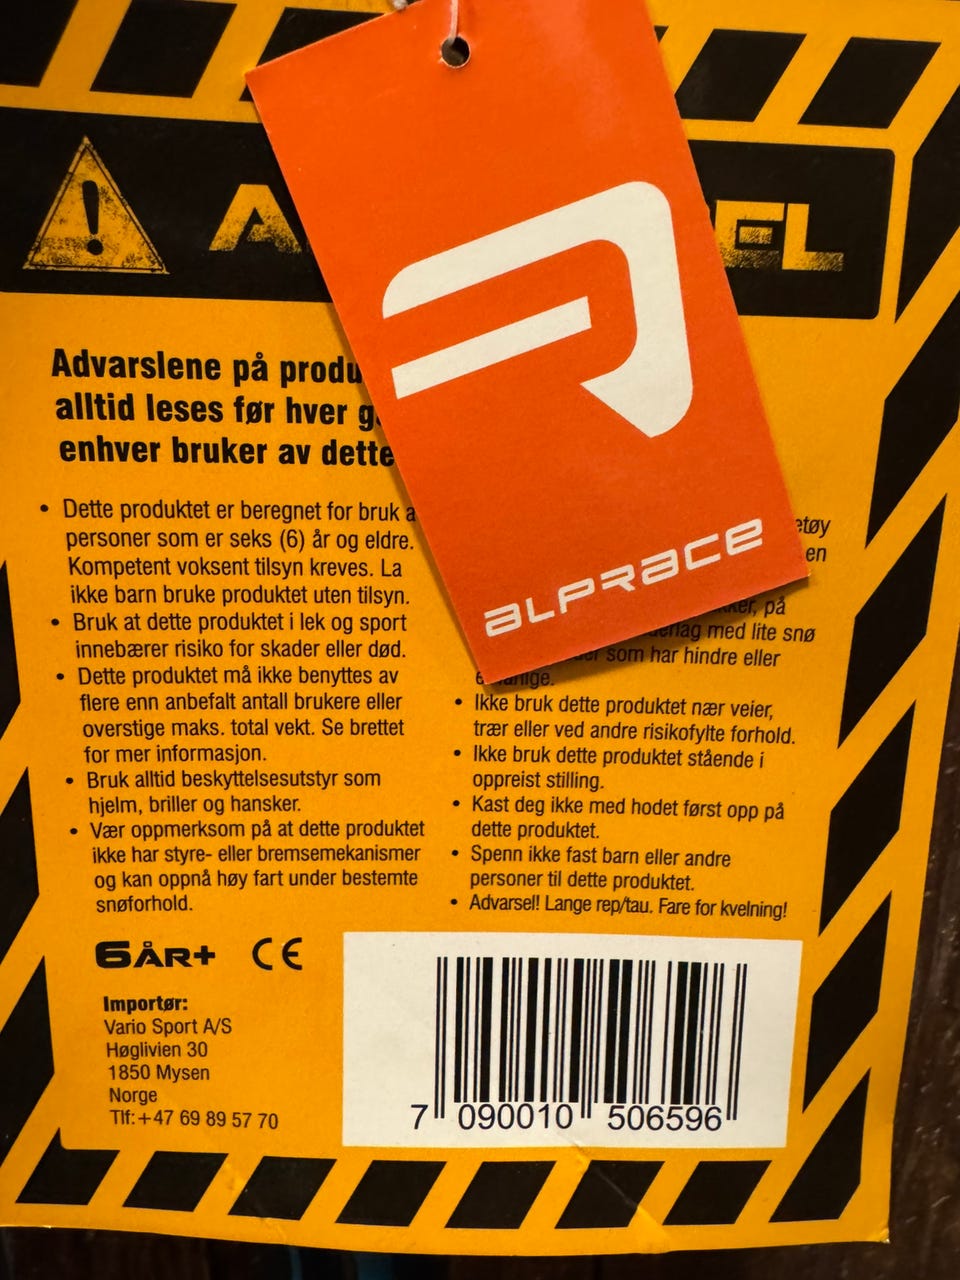 ALPRACE
Advarslene på
alltid leses før hver
enhver bruker av dette
• Dette produktet er beregnet for bruk
personer som er seks (6) år og eldre.
Kompetent voksent tilsyn kreves. La
ikke barn bruke produktet uten tilsyn.
• Bruk at dette produktet i lek og sport
innebærer risiko for skader eller død.
• Dette produktet må ikke benyttes av
flere enn anbefalt antall brukere eller
overstige maks. total vekt. Se brettet
for mer informasjon.
• Bruk alltid beskyttelsesutstyr som
hjelm, briller og hansker.
• Vær oppmerksom på at dette produktet
ikke har styre- eller bremsemekanismer
og kan oppnå høy fart under bestemte
snøforhold.
en
på
med lite snø
som har hindre eller
• Ikke bruk dette produktet nær veier,
trær eller ved andre risikofylte forhold.
• Ikke bruk dette produktet stående i
oppreist stilling.
• Kast deg ikke med hodet først opp på
dette produktet.
• Spenn ikke fast barn eller andre
personer til dette produktet.
• Advarsel! Lange rep/tau. Fare for kvelning!
6ÅR+ CE
Importør:
Vario Sport A/S
Høglivien 30
1850 Mysen
Norge
Tlf:+47 69 89 57 70
7 090010 506596